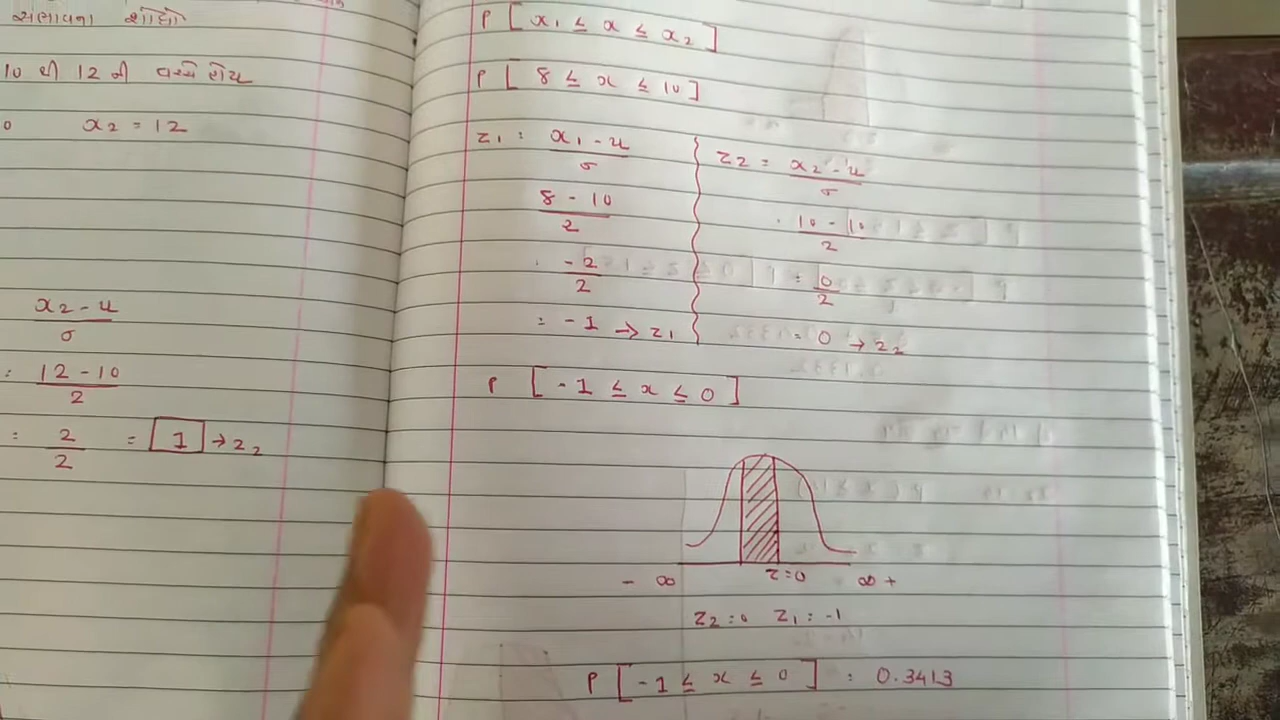 સંભાવના શોધો
10 થી 12 ની વચ્ચે હોય
x2 = 12
x2 - u
σ
: 12 - 10
2
: 2
2
= 1 → z2
P [ x1 ≤ x ≤ x2 ]
P [ 8 ≤ x ≤ 10 ]
z1 : x1 - u
σ
8 - 10
2
- 2
2
= -1 → z1
z2 = x2 - u
σ
10 - 10
2
= 0
2
= 0 → z2
P [ -1 ≤ x ≤ 0 ]
- ∞ z=0 ∞ +
z2 = 0 z1 = -1
P [ -1 ≤ x ≤ 0 ] : 0.3413